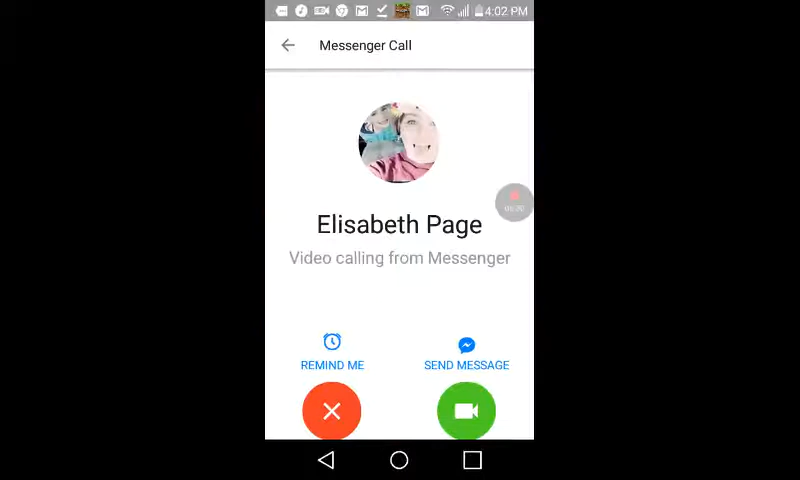 4:02 PM
Messenger Call
Elisabeth Page
Video calling from Messenger
REMIND ME
SEND MESSAGE